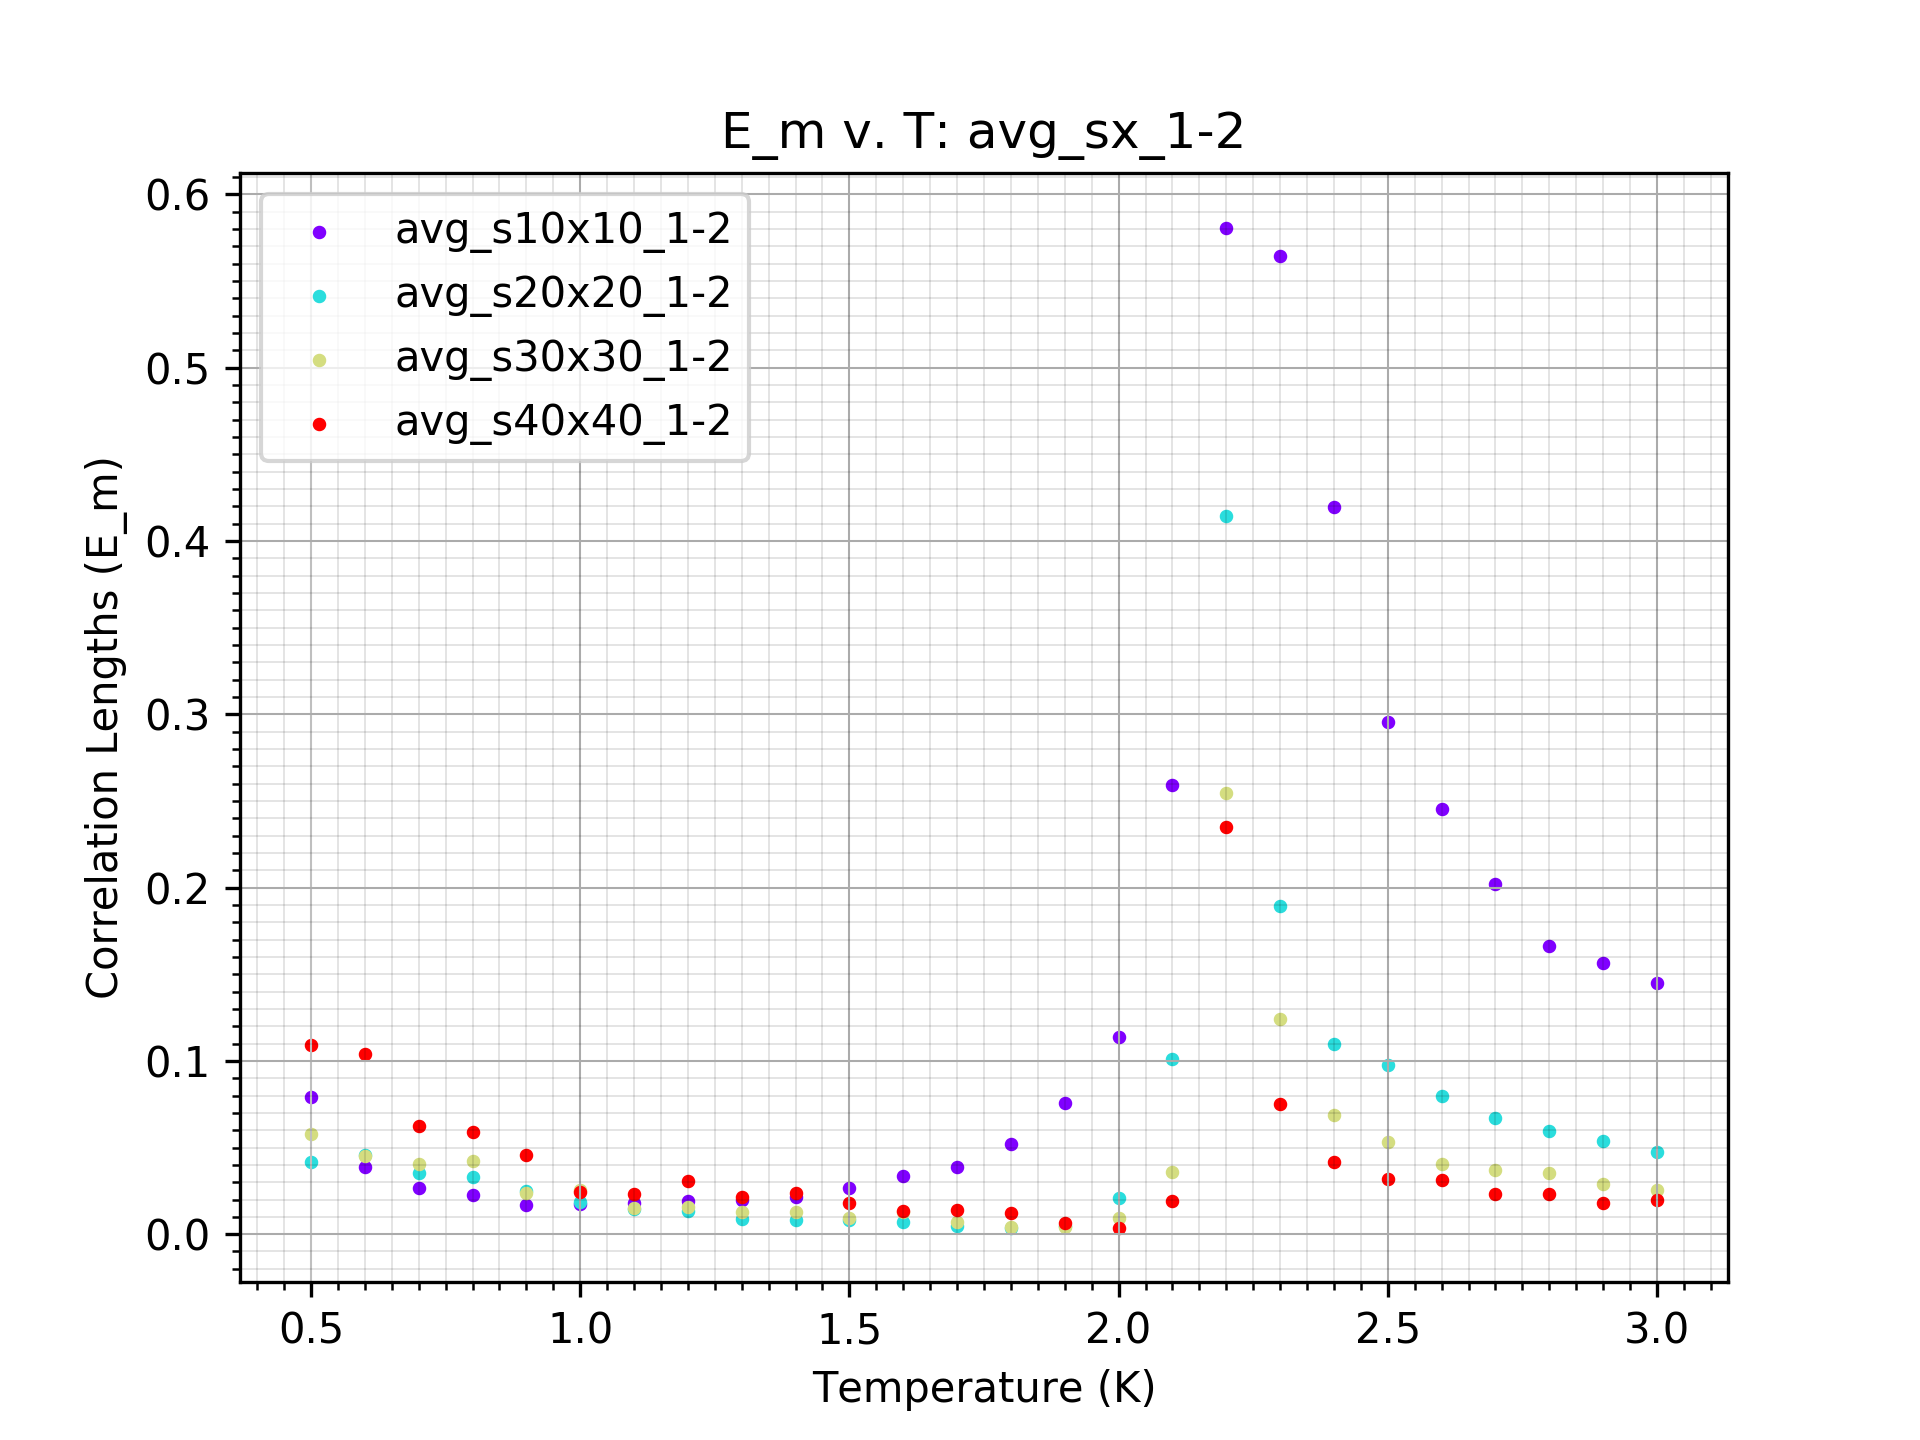 E_m v. T: avg_sx_1-2
avg_s10x10_1-2
avg_s20x20_1-2
avg_s30x30_1-2
avg_s40x40_1-2
0.6
0.5
0.4
0.3
0.2
0.1
0.0
Correlation Lengths (E_m)
0.5 1.0 1.5 2.0 2.5 3.0
Temperature (K)